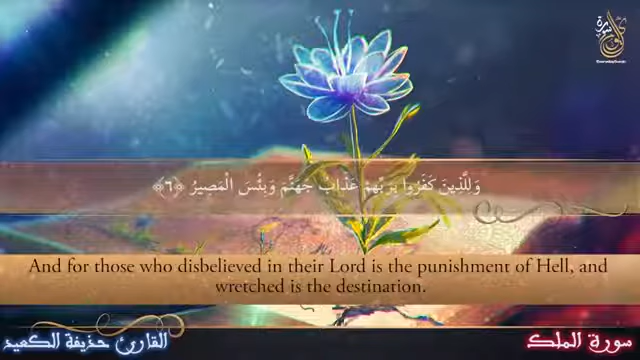 وَلِلَّذِينَ كَفَرُوا بِرَبِّهِمْ عَذَابُ جَهَنَّمَ وَبِئْسَ الْمَصِيرُ ﴿٦﴾
And for those who disbelieved in their Lord is the punishment of Hell, and
wretched is the destination.
القارئ حذيفة الكعيد
سورة الملك